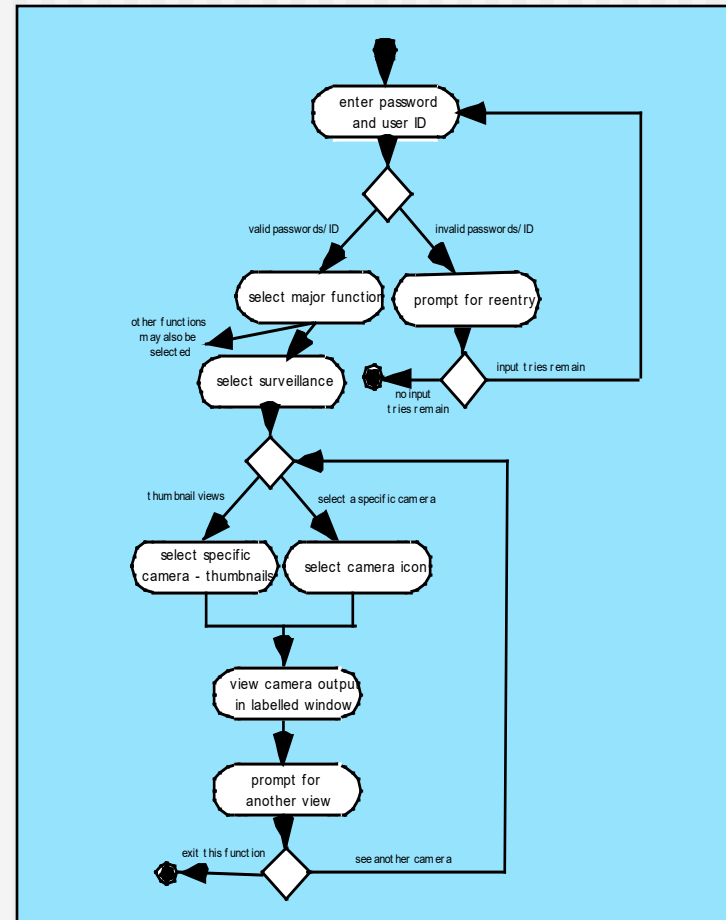 enter password
and user ID
valid passwords/ID
invalid passwords/ID
select major function
prompt for reentry
other functions
may also be
selected
select surveillance
no input
tries remain
input tries remain
thumbnail views
select a specific camera
select specific
camera - thumbnails
select camera icon
view camera output
in labelled window
prompt for
another view
exit this function
see another camera